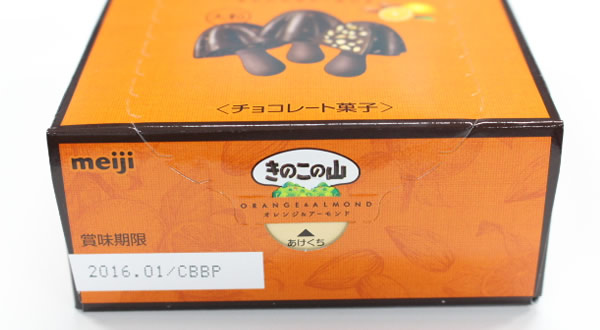 ＜チョコレート菓子＞
meiji
きのこの山
ORANGE&ALMOND
オレンジ&アーモンド
あけくち
賞味期限
2016.01/CBBP